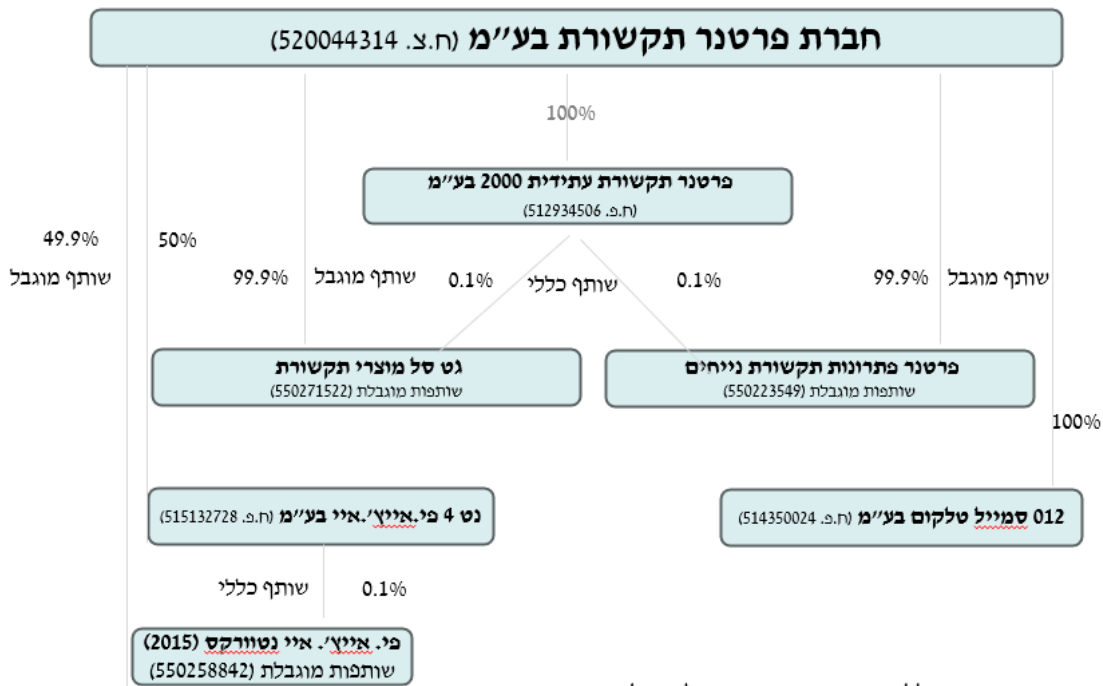 חברת פרטנר תקשורת בע״מ (ח.צ. 520044314)
100%
פרטנר תקשורת עתידית 2000 בע״מ
(ח.פ. 512934506)
49.9%
שותף מוגבל
50%
99.9%
שותף מוגבל
0.1%
שותף כללי
0.1%
99.9%
שותף מוגבל
גט סל מוצרי תקשורת
שותפות מוגבלת (550271522)
פרטנר פתרונות תקשורת נייחים
שותפות מוגבלת (550223549)
100%
נט 4 פי.אייץ׳.איי בע״מ (ח.פ. 515132728)
012 סמייל טלקום בע״מ (ח.פ. 514350024)
שותף כללי
0.1%
פי. אייץ׳. איי נטוורקס (2015)
שותפות מוגבלת (550258842)